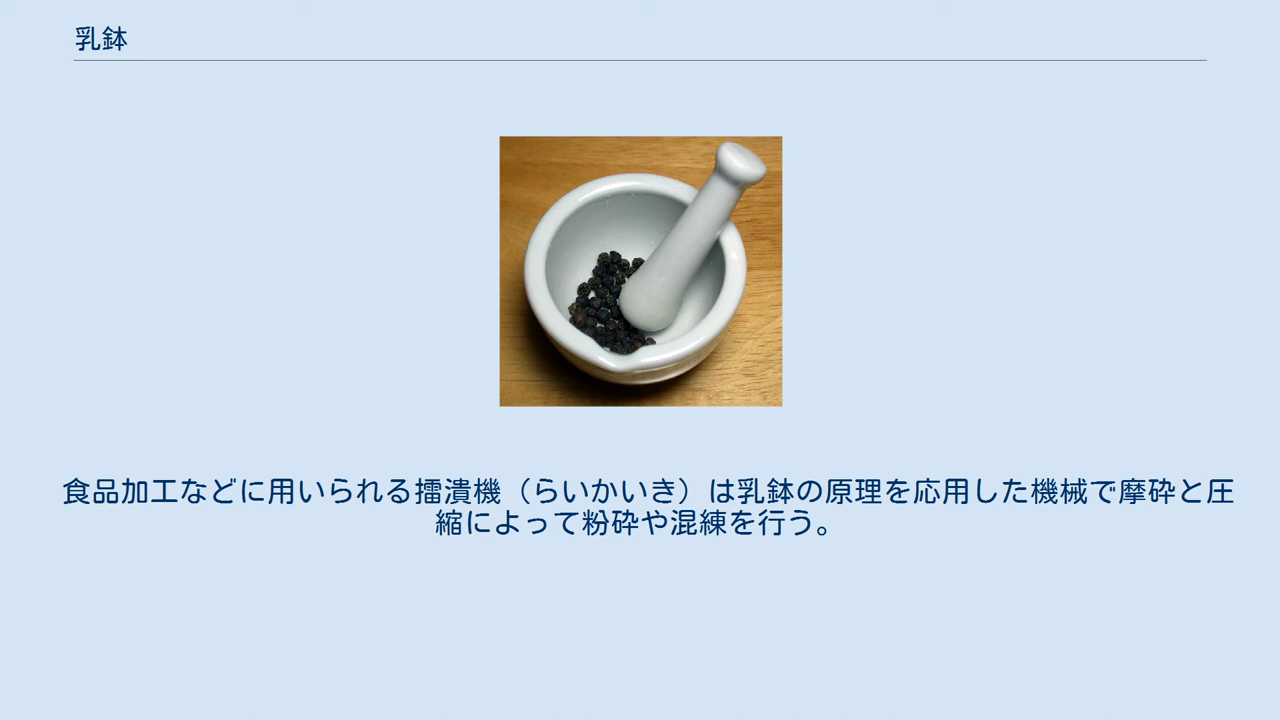 乳鉢
食品加工などに用いられる擂潰機（らいかいき）は乳鉢の原理を応用した機械で摩砕と圧
縮によって粉砕や混練を行う。